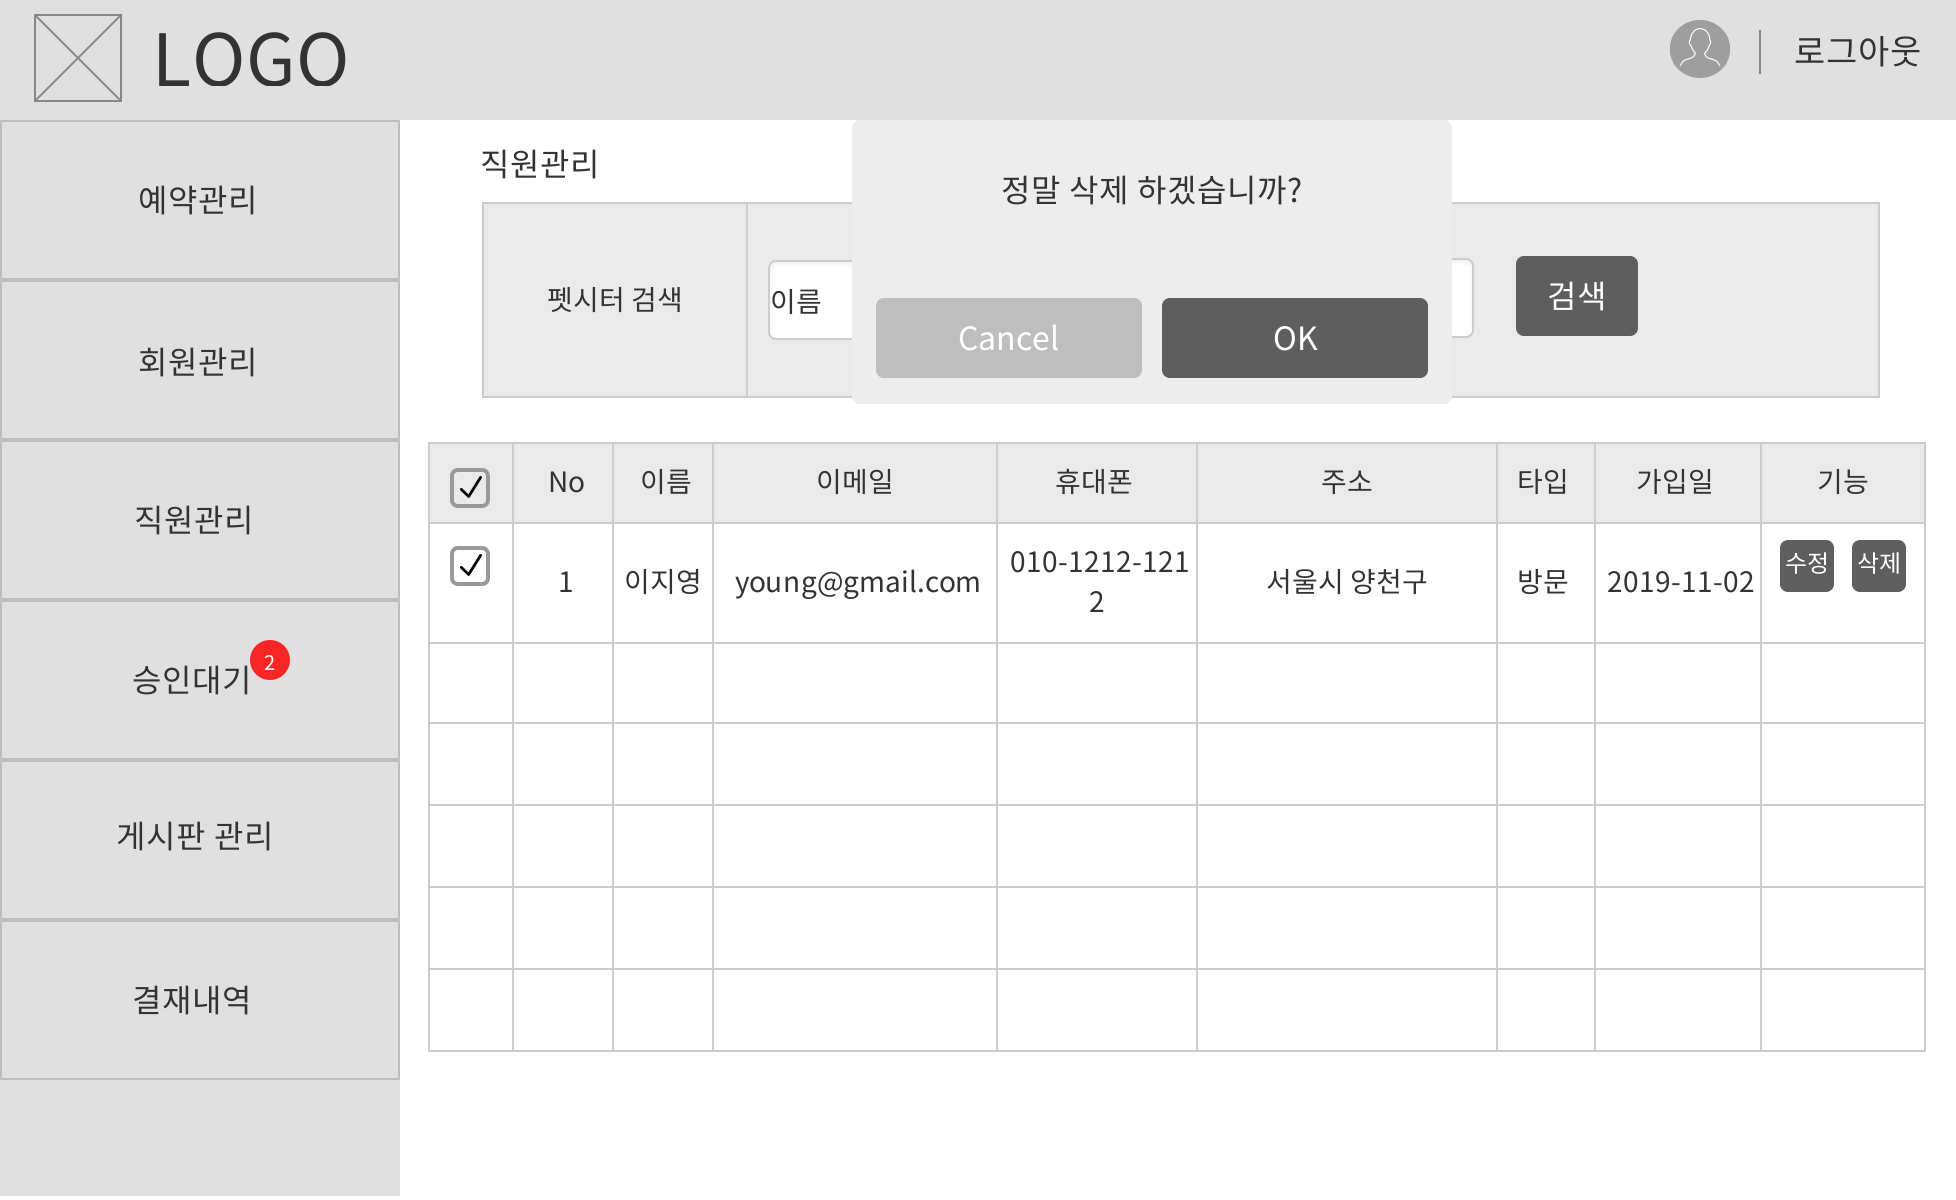 LOGO
로그아웃
예약관리
회원관리
직원관리
승인대기
2
게시판 관리
결재내역
직원관리
정말 삭제 하겠습니까?
Cancel
OK
펫시터 검색
이름
검색
No 이름 이메일 휴대폰 주소 타입 가입일 기능
1 이지영 young@gmail.com 010-1212-121 서울시 양천구 방문 2019-11-02 수정 삭제
2